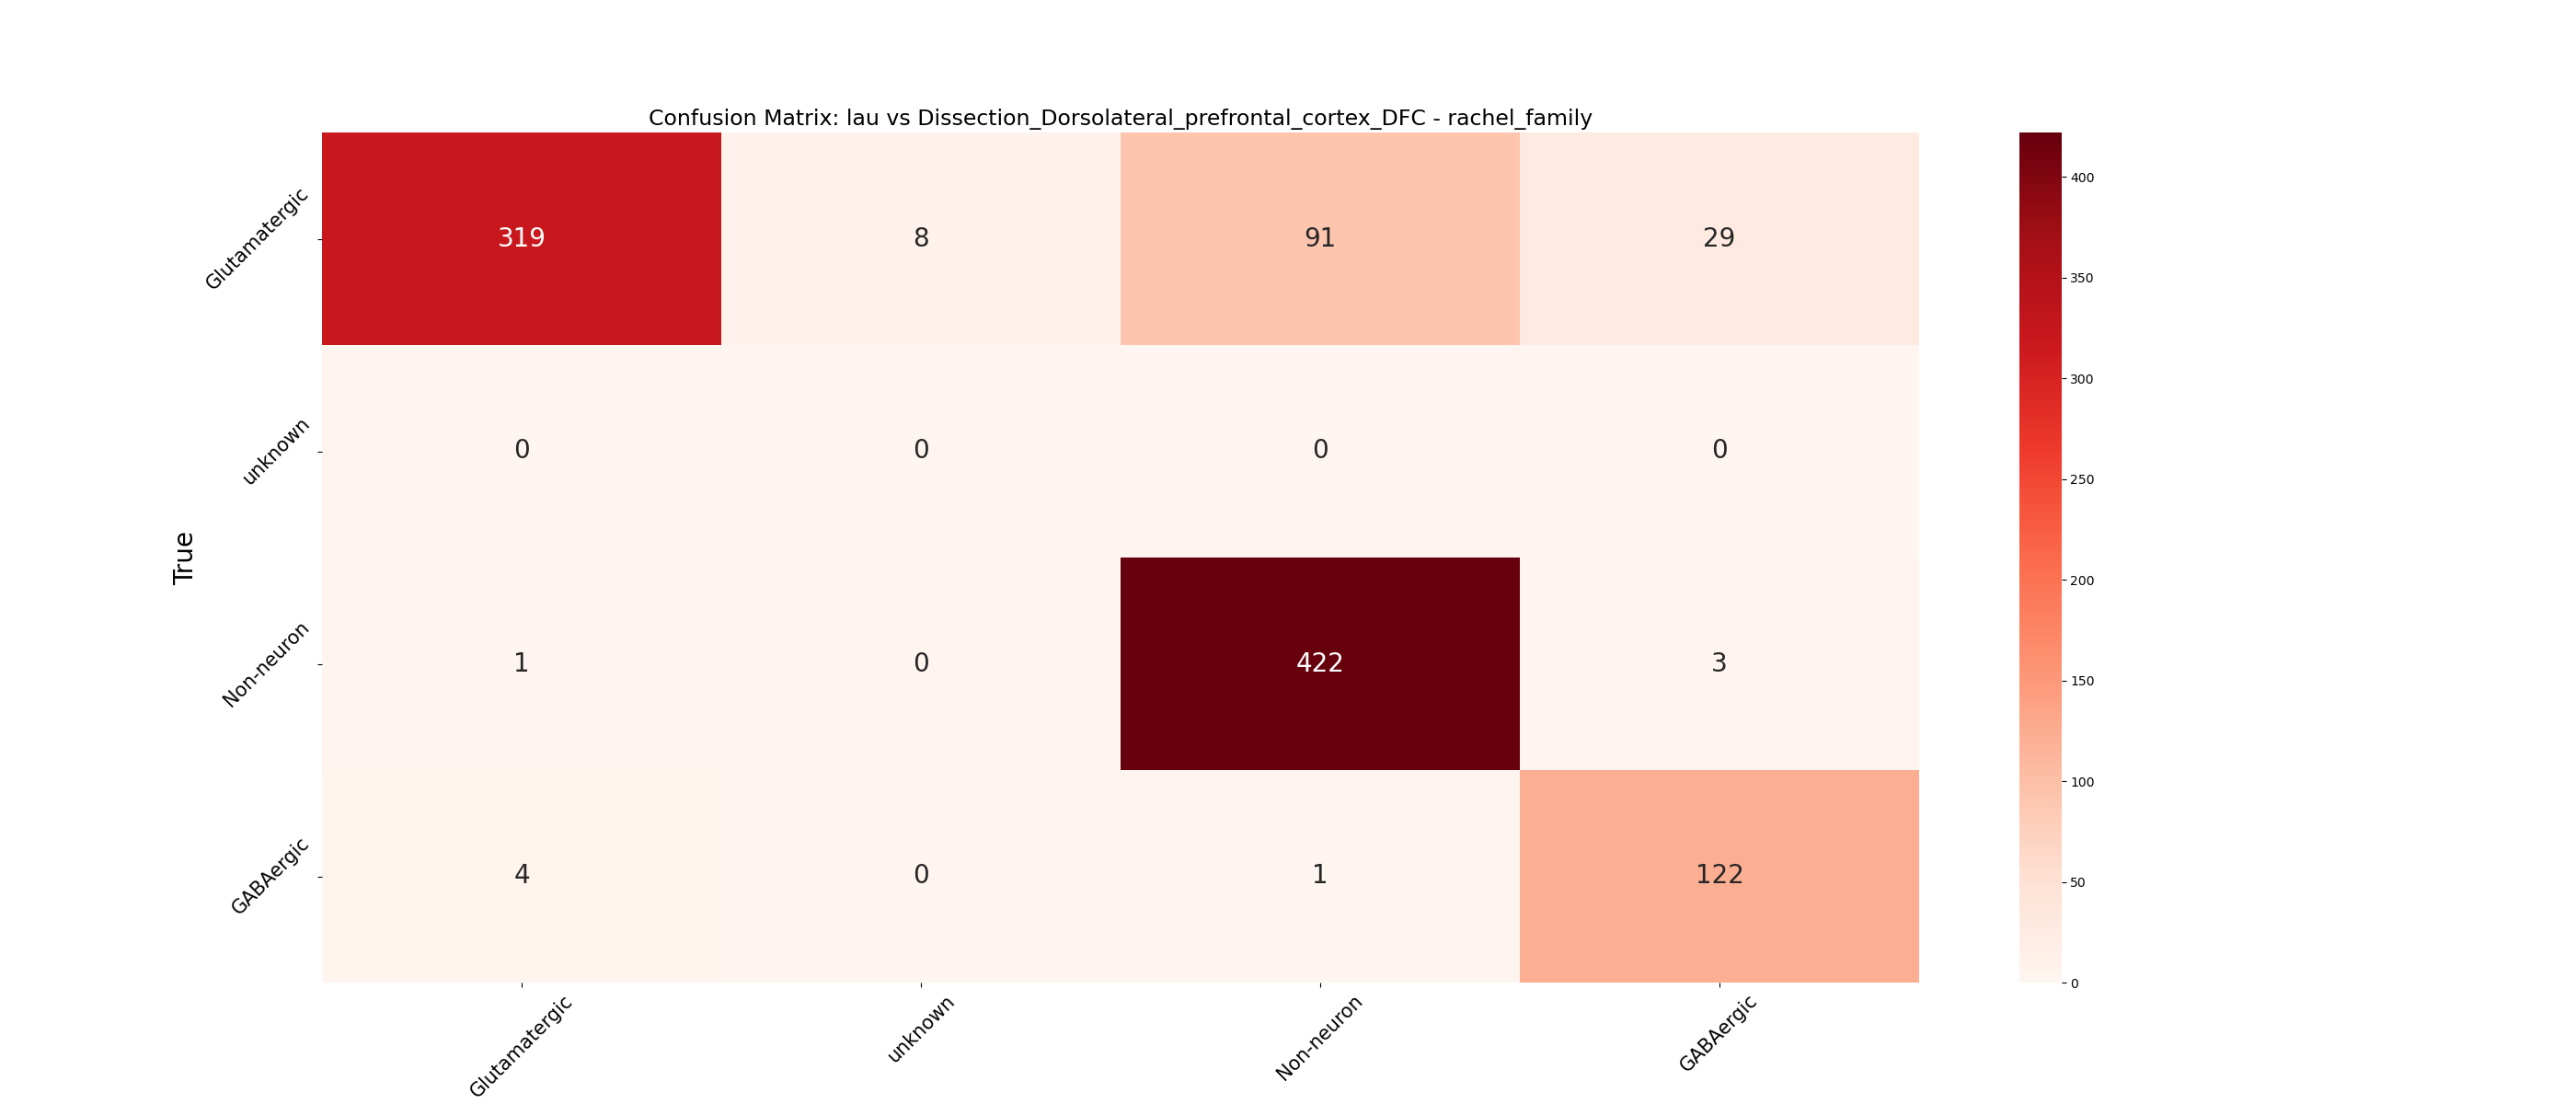 Confusion Matrix: lau vs Dissection_Dorsolateral_prefrontal_cortex_DFC - rachel_family
Glutamatergic
319
8
91
29
unknown
0
0
0
0
True
Non-neuron
1
0
422
3
GABAergic
4
0
1
122
Glutamatergic
unknown
Non-neuron
GABAergic
400
350
300
250
200
150
100
50
0